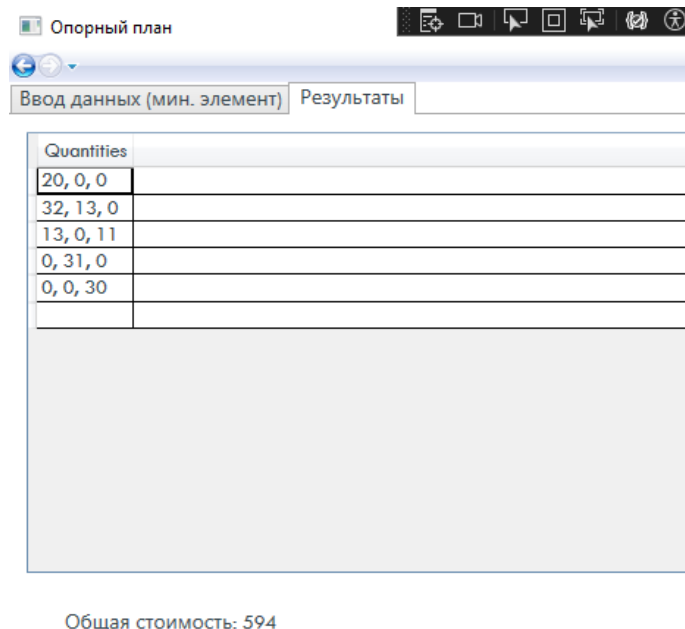 Опорный план
Ввод данных (мин. элемент) Результаты
Quantities
20, 0, 0
32, 13, 0
13, 0, 11
0, 31, 0
0, 0, 30
Общая стоимость: 594